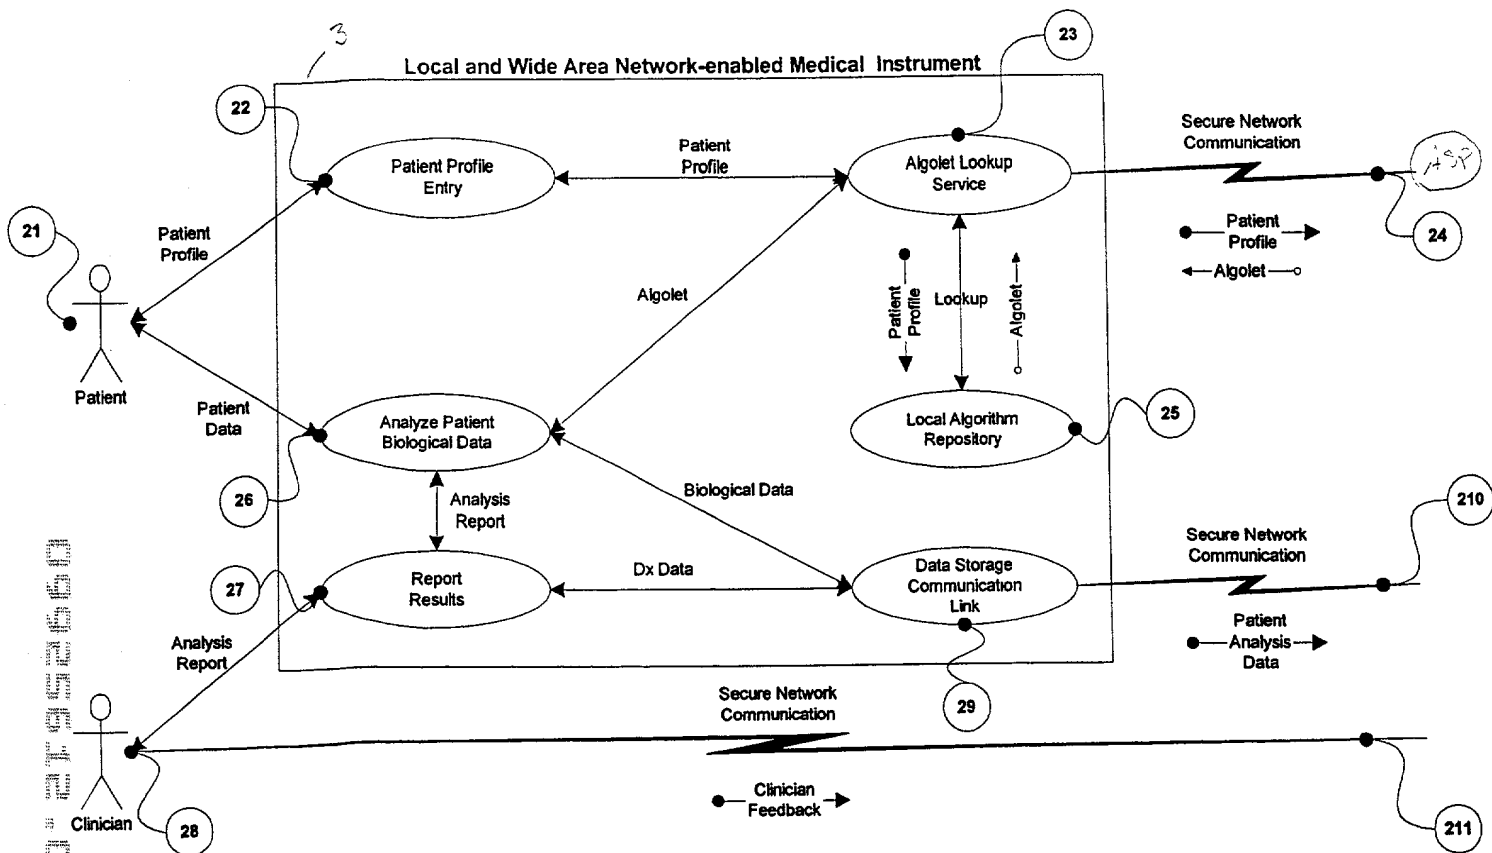 3
23
Local and Wide Area Network-enabled Medical Instrument
22
Patient
Profile
Patient Profile
Entry
Algolet Lookup
Service
Secure Network
Communication
ASP
21
Patient
Profile
Patient
Profile
24
Algolet
Algolet
Patient
Profile
Lookup
Algolet
Patient
Patient
Data
Analyze Patient
Biological Data
Local Algorithm
Repository
25
26
Analysis
Report
Biological Data
210
Secure Network
Communication
27
Report
Results
Dx Data
Data Storage
Communication
Link
Analysis
Report
Patient
Analysis
Data
29
Secure Network
Communication
Clinician
Feedback
Clinician
28
211